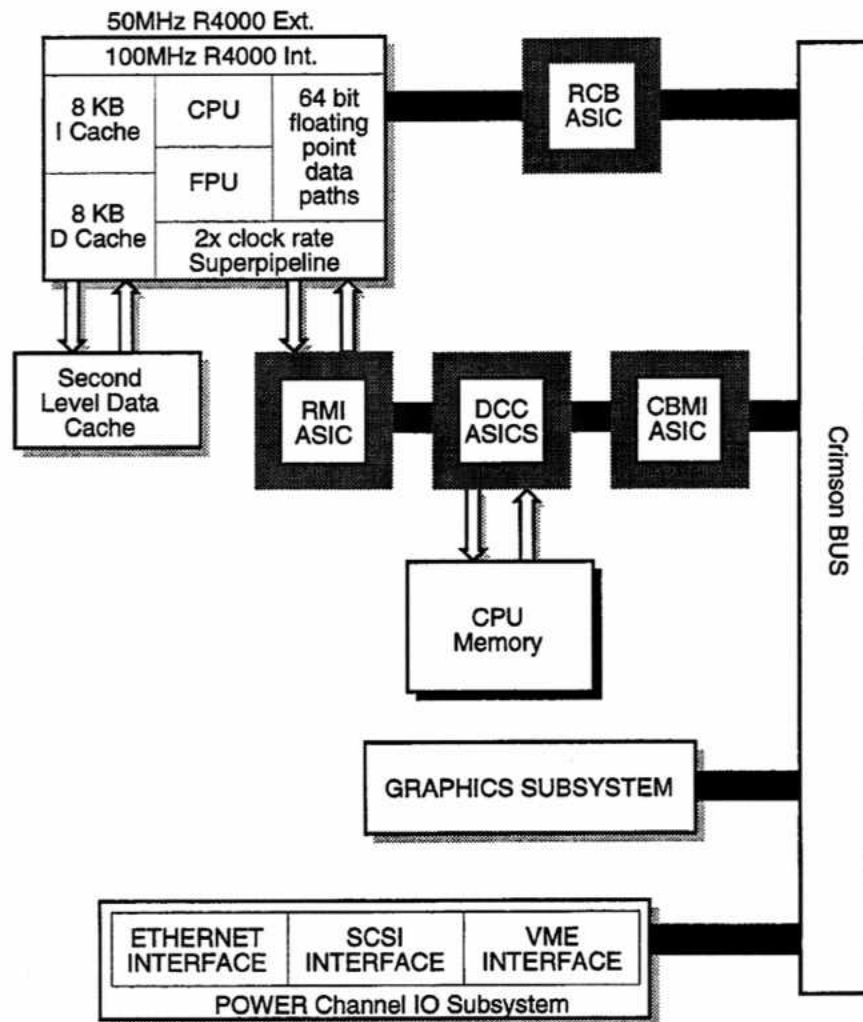 50MHz R4000 Ext.
100MHz R4000 Int.
8 KB
I Cache
CPU
64 bit
floating
point
data
paths
FPU
8 KB
D Cache
2x clock rate
Superpipeline
RCB
ASIC
Second
Level Data
Cache
RMI
ASIC
DCC
ASICS
CBMI
ASIC
Crimson BUS
CPU
Memory
GRAPHICS SUBSYSTEM
ETHERNET
INTERFACE
SCSI
INTERFACE
VME
INTERFACE
POWER Channel IO Subsystem